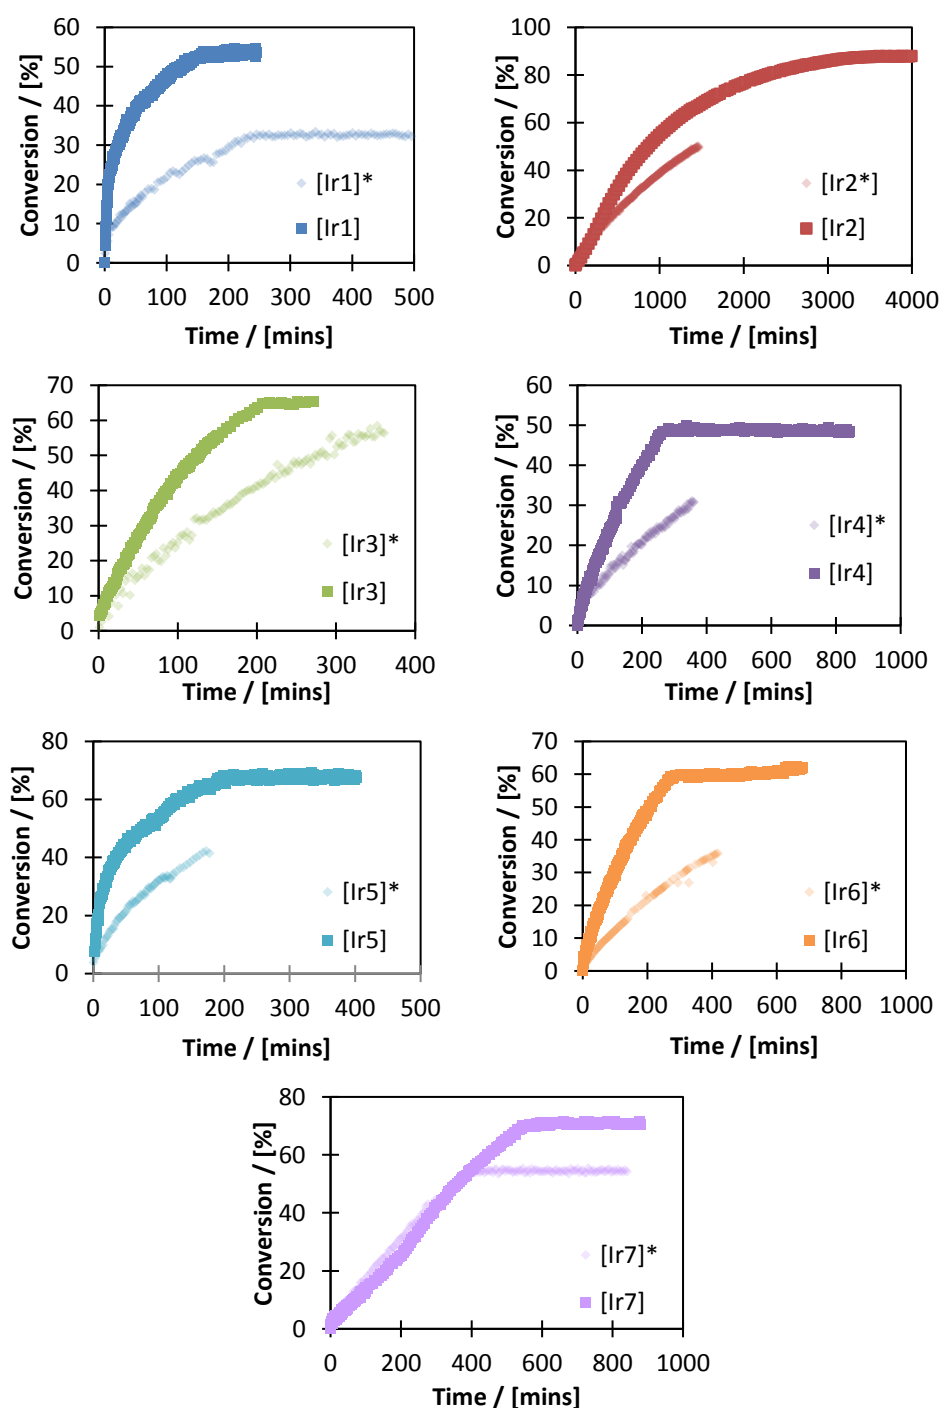 Conversion / [%]
60
50
40
30
20
10
0
0 100 200 300 400 500
Time / [mins]
[Ir1]*
[Ir1]
Conversion / [%]
100
80
60
40
20
0
0 1000 2000 3000 4000
Time / [mins]
[Ir2*]
[Ir2]
Conversion / [%]
70
60
50
40
30
20
10
0
0 100 200 300 400
Time / [mins]
[Ir3]*
[Ir3]
Conversion / [%]
60
50
40
30
20
10
0
0 200 400 600 800 1000
Time / [mins]
[Ir4]*
[Ir4]
Conversion / [%]
80
60
40
20
0
0 100 200 300 400 500
Time / [mins]
[Ir5]*
[Ir5]
Conversion / [%]
70
60
50
40
30
20
10
0
0 200 400 600 800 1000
Time / [mins]
[Ir6]*
[Ir6]
Conversion / [%]
80
60
40
20
0
0 200 400 600 800 1000
Time / [mins]
[Ir7]*
[Ir7]